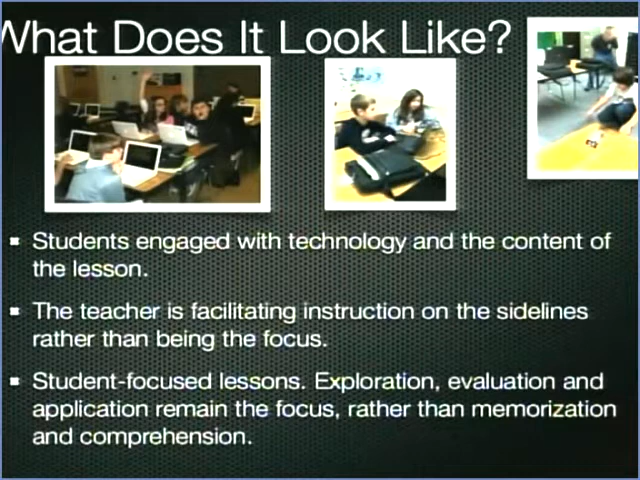 What Does It Look Like?
Students engaged with technology and the content of
the lesson.
The teacher is facilitating instruction on the sidelines
rather than being the focus.
Student-focused lessons. Exploration, evaluation and
application remain the focus, rather than memorization
and comprehension.